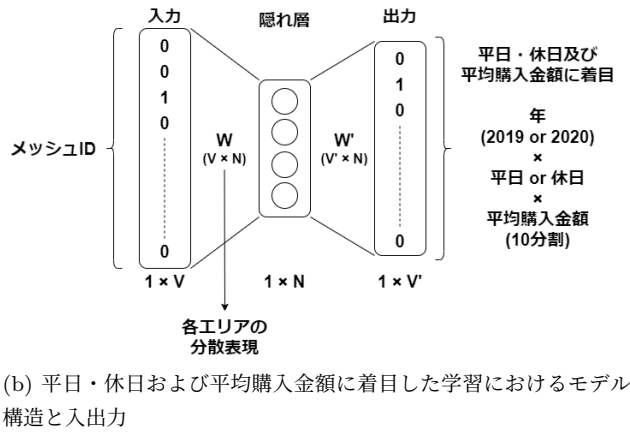 入力
隠れ層
出力
メッシュID
0
0
1
0
0
W
(V × N)
W'
(V' × N)
0
1
0
0
平日・休日及び
平均購入金額に着目
年
(2019 or 2020)
×
平日 or 休日
×
平均購入金額
(10分割)
1 × V
1 × N
1 × V'
各エリアの
分散表現
(b) 平日・休日および平均購入金額に着目した学習におけるモデル
構造と入出力